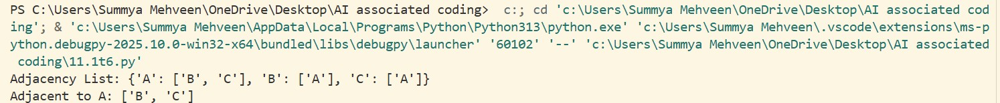 PS C:\Users\Summya Mehveen\OneDrive\Desktop\AI associated coding>  c:; cd 'c:\Users\Summya Mehveen\OneDrive\Desktop\AI associated cod
ing'; & 'c:\Users\Summya Mehveen\AppData\Local\Programs\Python\Python313\python.exe' 'c:\Users\Summya Mehveen\.vscode\extensions\ms-p
ython.debugpy-2025.10.0-win32-x64\bundled\libs\debugpy\launcher' '60102' '--' 'c:\Users\Summya Mehveen\OneDrive\Desktop\AI associated
 coding\11.1t6.py'
Adjacency List: {'A': ['B', 'C'], 'B': ['A'], 'C': ['A']}
Adjacent to A: ['B', 'C']